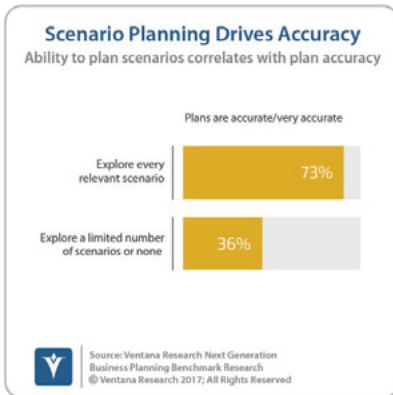 Scenario Planning Drives Accuracy
Ability to plan scenarios correlates with plan accuracy
Plans are accurate/very accurate
Explore every
relevant scenario
73%
Explore a limited number
of scenarios or none
36%
Source: Ventana Research Next Generation
Business Planning Benchmark Research
© Ventana Research 2017; All Rights Reserved